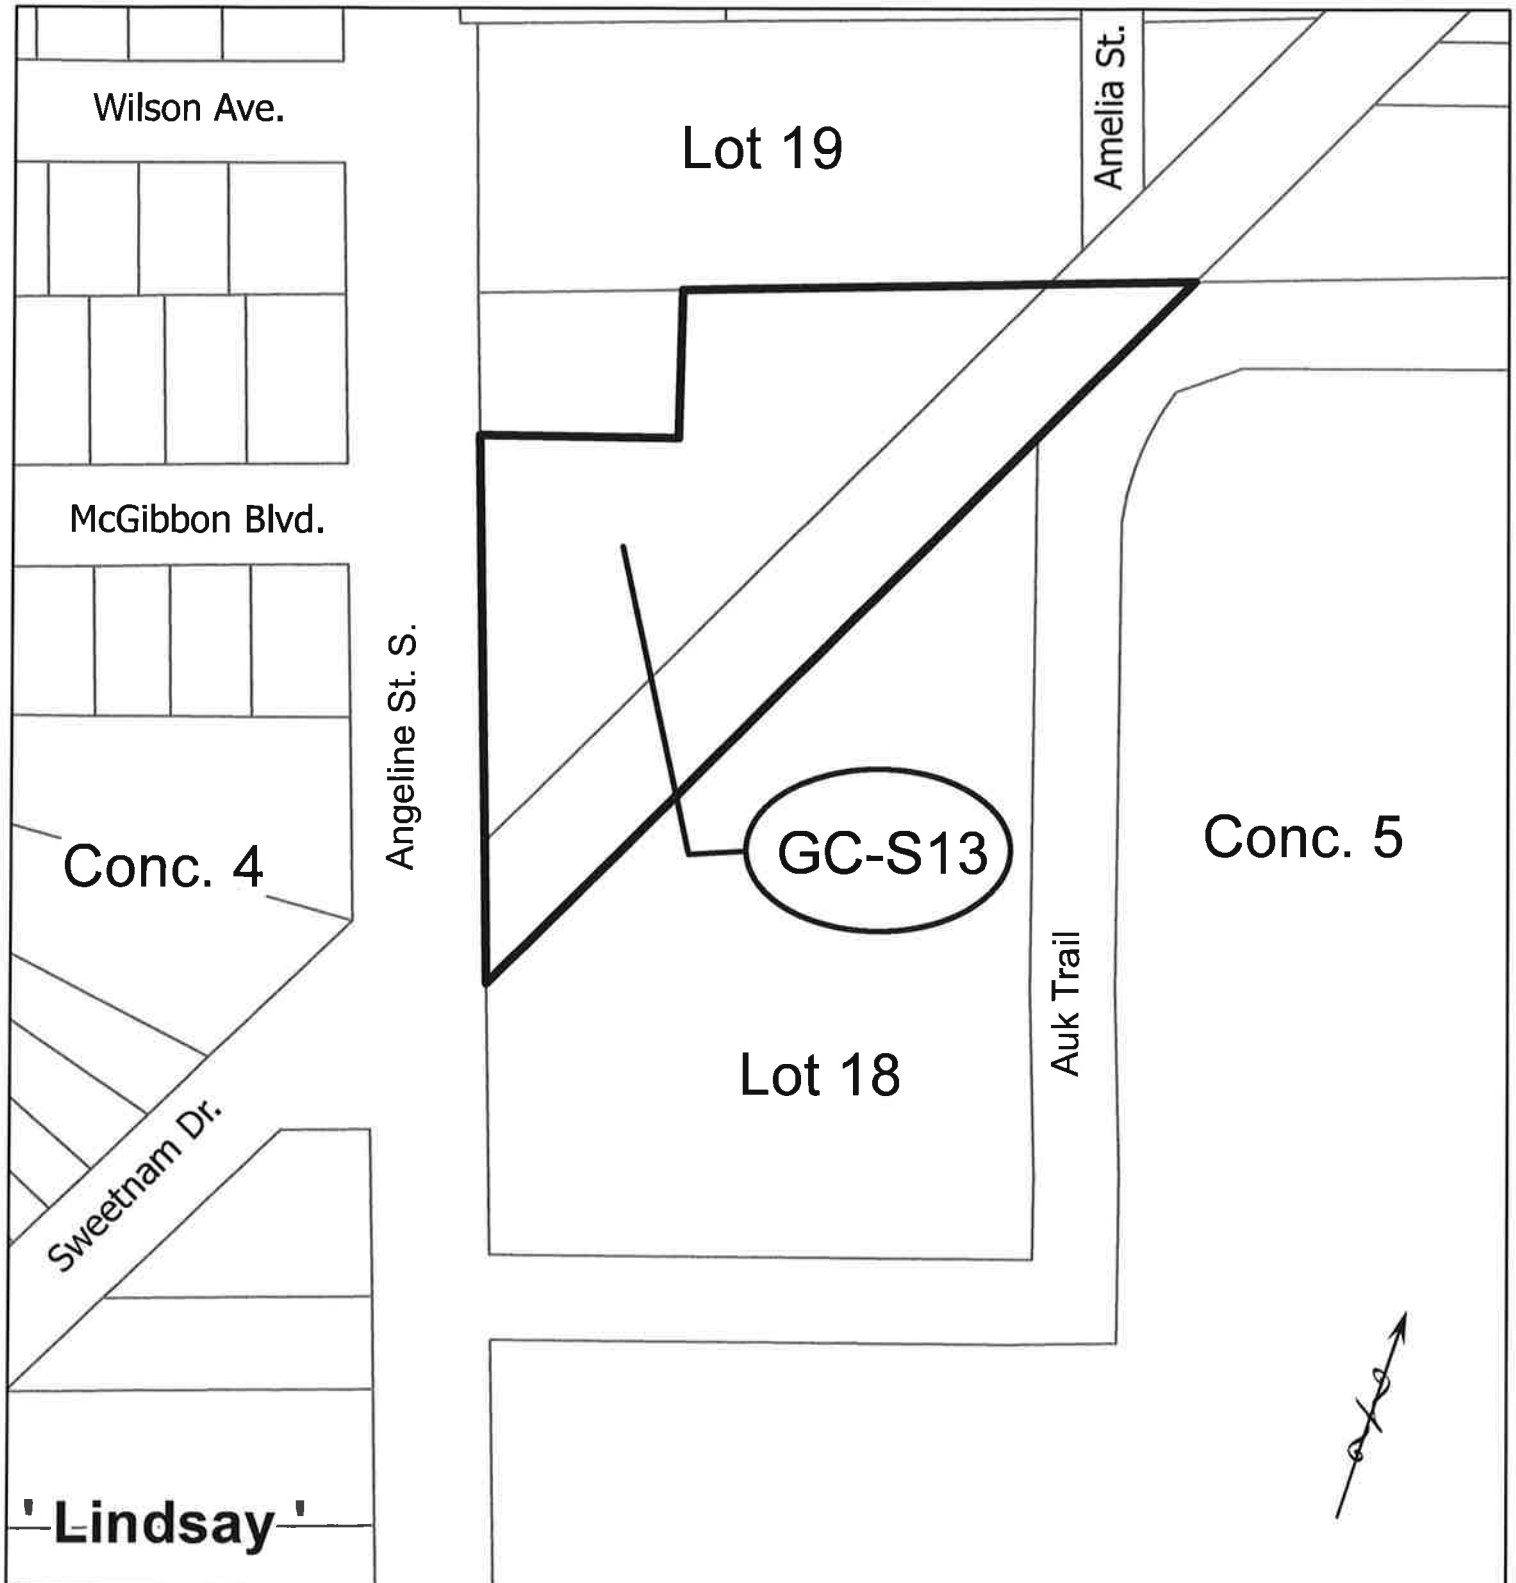 Wilson Ave.
Lot 19
Amelia St.
McGibbon Blvd.
Angeline St. S.
Conc. 4
GC-S13
Conc. 5
Auk Trail
Lot 18
Sweetnam Dr.
' Lindsay '